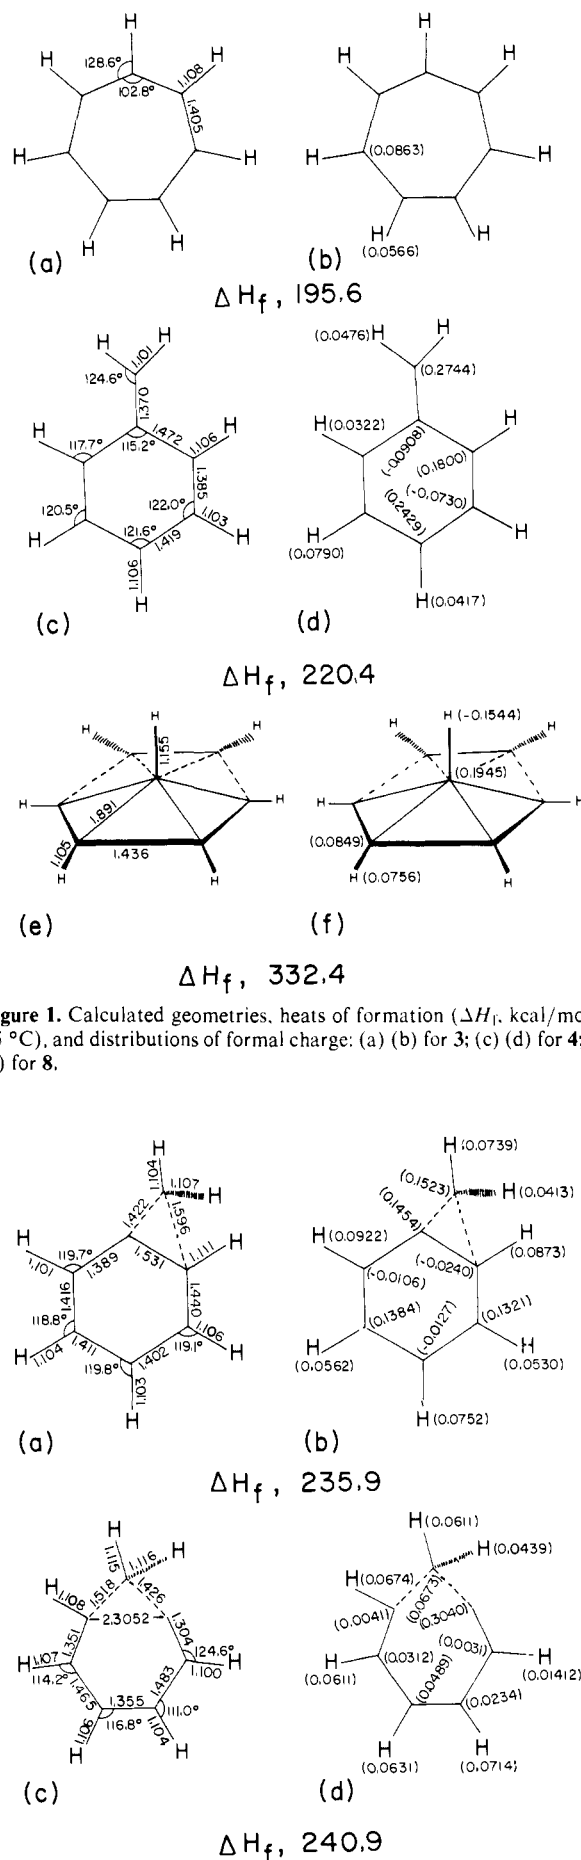 H
H
128.6°
102.8°
1.108
H
1.405
H
H
H
H
(a)
H
H
H
H
(0.0863)
H
H
(0.0566)
H
(b)
ΔHf, 195.6
H
1.101
H
124.6°
1.370
H
1.472
1.106
H
117.7°
115.2°
1.385
120.5°
122.0°
1.103
H
121.6°
1.419
H
1.106
H
(c)
(0.0476)H
H
(0.2744)
H(0.0322)
H
(-0.0908)
(0.1800)
(-0.0730)
(0.2429)
H
H
(0.0790)
H(0.0417)
(d)
ΔHf, 220.4
H
H
1.155
H
H
H
1.891
1.105
1.436
H
H
(e)
H (-0.1544)
H
H
(0.1945)
H
(0.0849)
H(0.0756)
H
(f)
ΔHf, 332.4
gure 1. Calculated geometries, heats of formation (ΔHf, kcal/mo
°C), and distributions of formal charge: (a) (b) for 3; (c) (d) for 4;
) for 8.
H
1.104
1.107
H
1.422
1.596
H
119.7°
1.389
1.531
1.111
H
1.101
1.416
1.440
118.8°
1.106
H
1.104
1.411
1.402
119.1°
H
119.8°
1.103
H
(a)
H(0.0739)
(0.1523)
H(0.0413)
(0.1454)
H(0.0922)
H
(0.0873)
(-0.0240)
(-0.0106)
(0.1384)
(0.1321)
(-0.0127)
H
(0.0562)
H
(0.0530)
H(0.0752)
(b)
ΔHf, 235.9
H
1.115
1.116
H
1.518
1.426
H
1.108
2.3052
1.304
1.351
124.6°
H
1.107
1.100
H
114.2°
1.465
1.483
1.355
111.0°
1.106
116.8°
1.104
H
H
(c)
H(0.0611)
H(0.0439)
H
(0.0674)
(0.0673)
(0.0041)
(0.3040)
(0.0312)
(0.0031)
H
(0.0611)
H
(0.01412)
(0.0489)
(0.0234)
H
(0.0631)
H
(0.0714)
(d)
ΔHf, 240.9